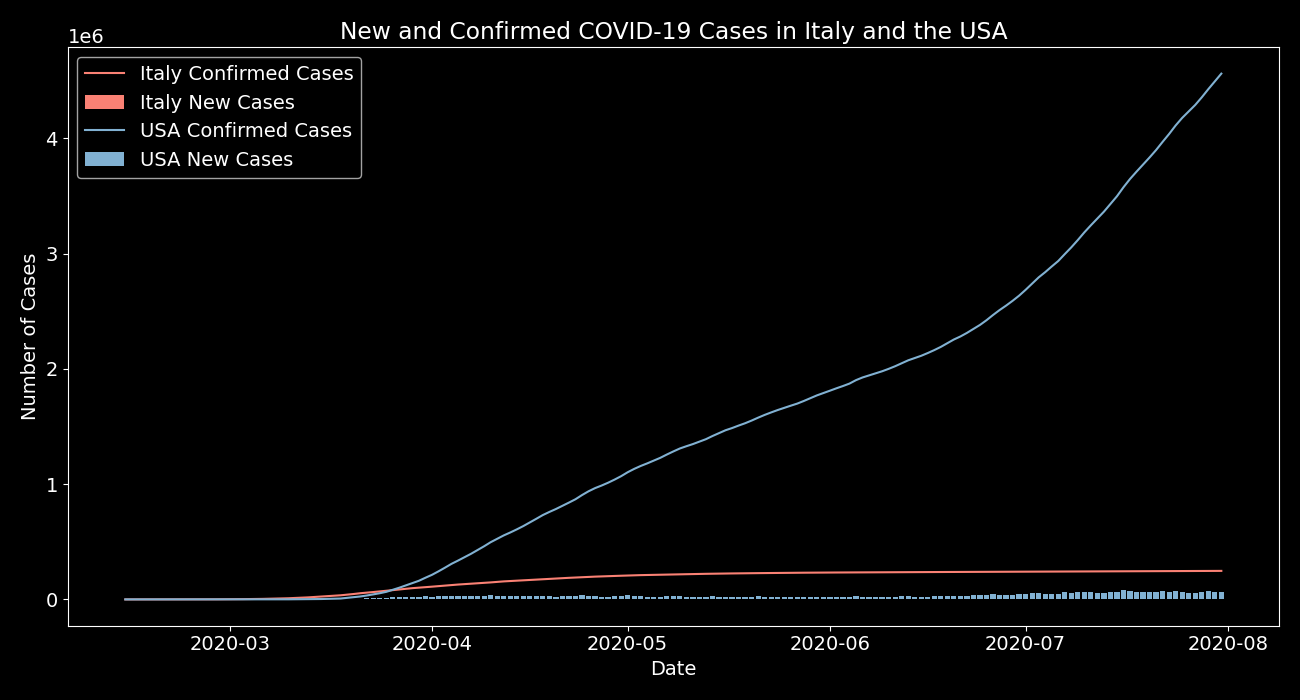 New and Confirmed COVID-19 Cases in Italy and the USA
1e6
Italy Confirmed Cases
Italy New Cases
USA Confirmed Cases
USA New Cases
4
3
2
1
0
Number of Cases
2020-03 2020-04 2020-05 2020-06 2020-07 2020-08
Date